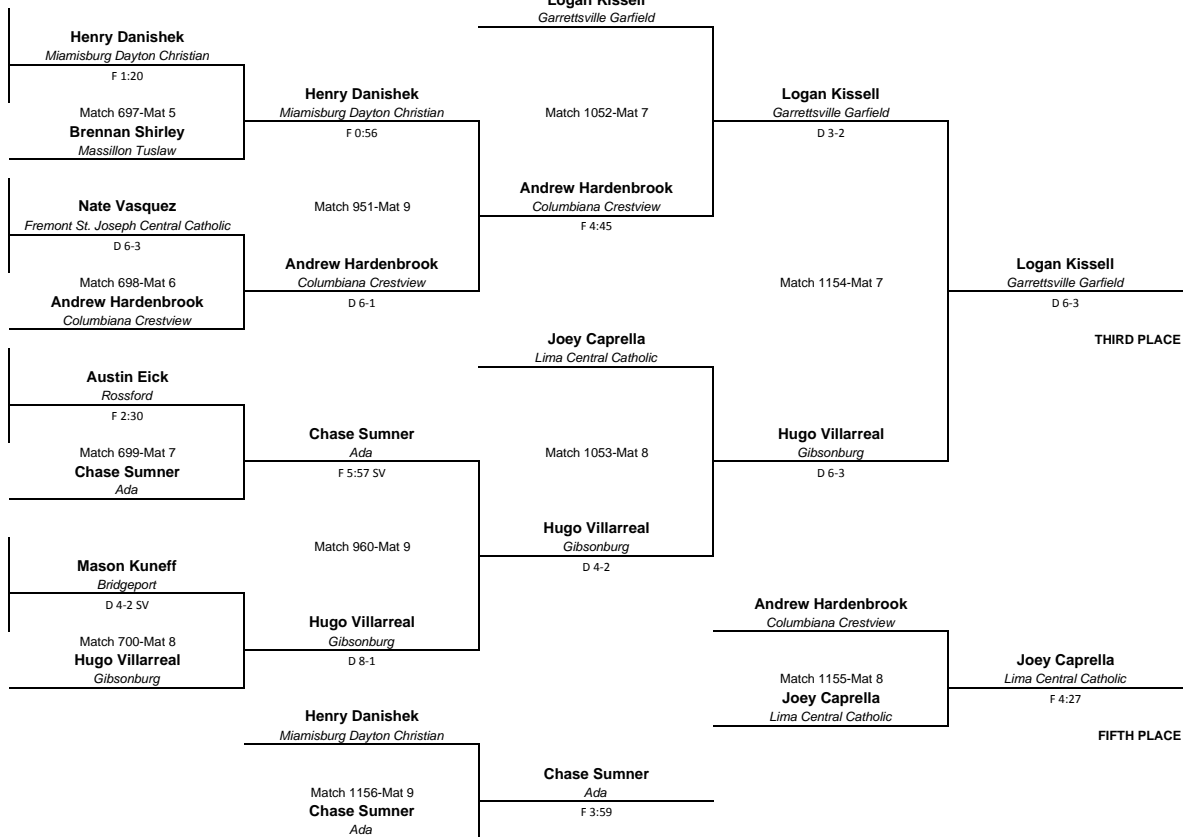 Henry Danishek
Miamisburg Dayton Christian
F 1:20
Match 697-Mat 5
Brennan Shirley
Massillon Tuslaw
Nate Vasquez
Fremont St. Joseph Central Catholic
D 6-3
Match 698-Mat 6
Andrew Hardenbrook
Columbiana Crestview
Austin Eick
Rossford
F 2:30
Match 699-Mat 7
Chase Sumner
Ada
Mason Kuneff
Bridgeport
D 4-2 SV
Match 700-Mat 8
Hugo Villarreal
Gibsonburg
Henry Danishek
Miamisburg Dayton Christian
F 0:56
Match 951-Mat 9
Andrew Hardenbrook
Columbiana Crestview
D 6-1
Chase Sumner
Ada
F 5:57 SV
Match 960-Mat 9
Hugo Villarreal
Gibsonburg
D 8-1
Henry Danishek
Miamisburg Dayton Christian
Match 1156-Mat 9
Chase Sumner
Ada
Logan Kissell
Garrettsville Garfield
Match 1052-Mat 7
Andrew Hardenbrook
Columbiana Crestview
F 4:45
Joey Caprella
Lima Central Catholic
Match 1053-Mat 8
Hugo Villarreal
Gibsonburg
D 4-2
Chase Sumner
Ada
F 3:59
Logan Kissell
Garrettsville Garfield
D 3-2
Match 1154-Mat 7
Hugo Villarreal
Gibsonburg
D 6-3
Andrew Hardenbrook
Columbiana Crestview
Match 1155-Mat 8
Joey Caprella
Lima Central Catholic
Logan Kissell
Garrettsville Garfield
D 6-3
THIRD PLACE
Joey Caprella
Lima Central Catholic
F 4:27
FIFTH PLACE